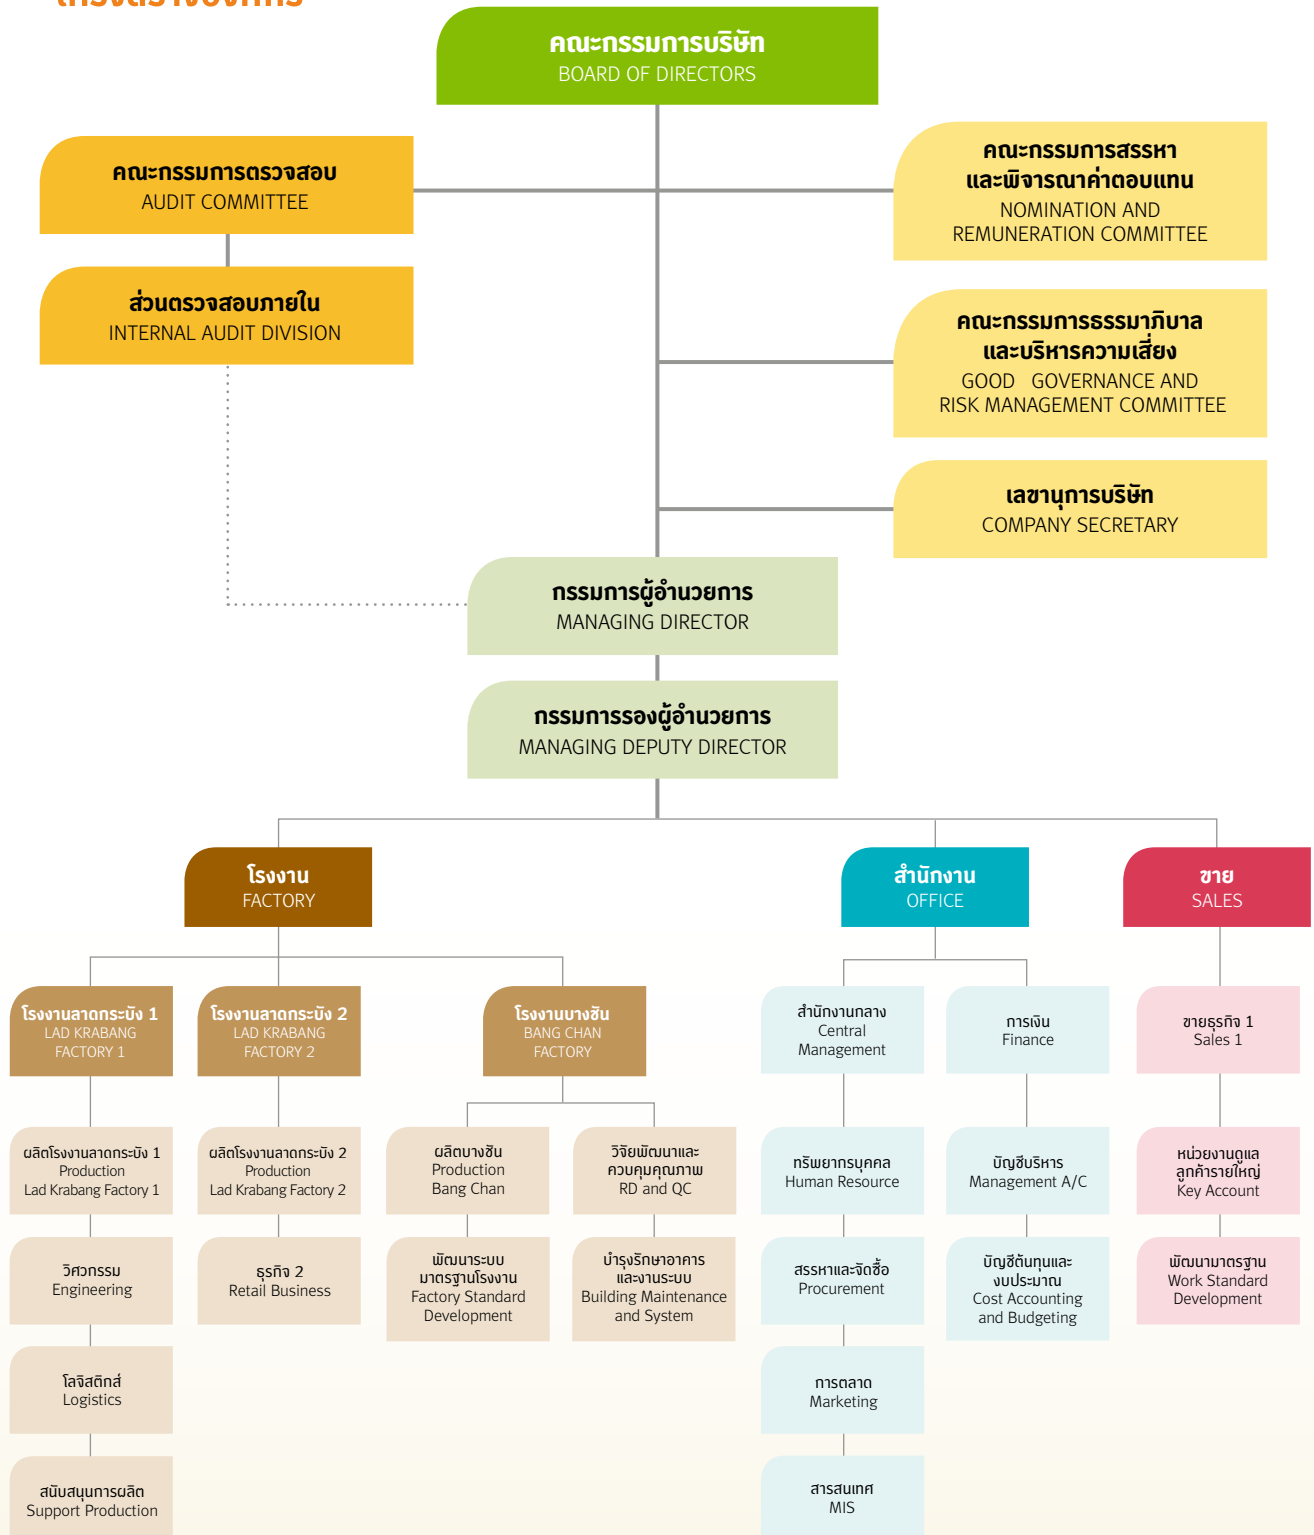 โครงสร้างองค์กร
คณะกรรมการบริษัท
BOARD OF DIRECTORS
คณะกรรมการตรวจสอบ
AUDIT COMMITTEE
คณะกรรมการสรรหา
และพิจารณาค่าตอบแทน
NOMINATION AND
REMUNERATION COMMITTEE
ส่วนตรวจสอบภายใน
INTERNAL AUDIT DIVISION
คณะกรรมการธรรมาภิบาล
และบริหารความเสี่ยง
GOOD GOVERNANCE AND
RISK MANAGEMENT COMMITTEE
เลขานุการบริษัท
COMPANY SECRETARY
กรรมการผู้อำนวยการ
MANAGING DIRECTOR
กรรมการรองผู้อำนวยการ
MANAGING DEPUTY DIRECTOR
โรงงาน
FACTORY
สำนักงาน
OFFICE
ขาย
SALES
โรงงานลาดกระบัง 1
LAD KRABANG
FACTORY 1
โรงงานลาดกระบัง 2
LAD KRABANG
FACTORY 2
โรงงานบางชัน
BANG CHAN
FACTORY
สำนักงานกลาง
Central
Management
การเงิน
Finance
ขายธุรกิจ 1
Sales 1
ผลิตโรงงานลาดกระบัง 1
Production
Lad Krabang Factory 1
ผลิตโรงงานลาดกระบัง 2
Production
Lad Krabang Factory 2
ผลิตบางชัน
Production
Bang Chan
วิจัยพัฒนาและ
ควบคุมคุณภาพ
RD and QC
ทรัพยากรบุคคล
Human Resource
บัญชีบริหาร
Management A/C
หน่วยงานดูแล
ลูกค้ารายใหญ่
Key Account
วิศวกรรม
Engineering
ธุรกิจ 2
Retail Business
พัฒนาระบบ
มาตรฐานโรงงาน
Factory Standard
Development
บำรุงรักษาอาคาร
และงานระบบ
Building Maintenance
and System
สรรหาและจัดซื้อ
Procurement
บัญชีต้นทุนและ
งบประมาณ
Cost Accounting
and Budgeting
พัฒนามาตรฐาน
Work Standard
Development
โลจิสติกส์
Logistics
การตลาด
Marketing
สนับสนุนการผลิต
Support Production
สารสนเทศ
MIS